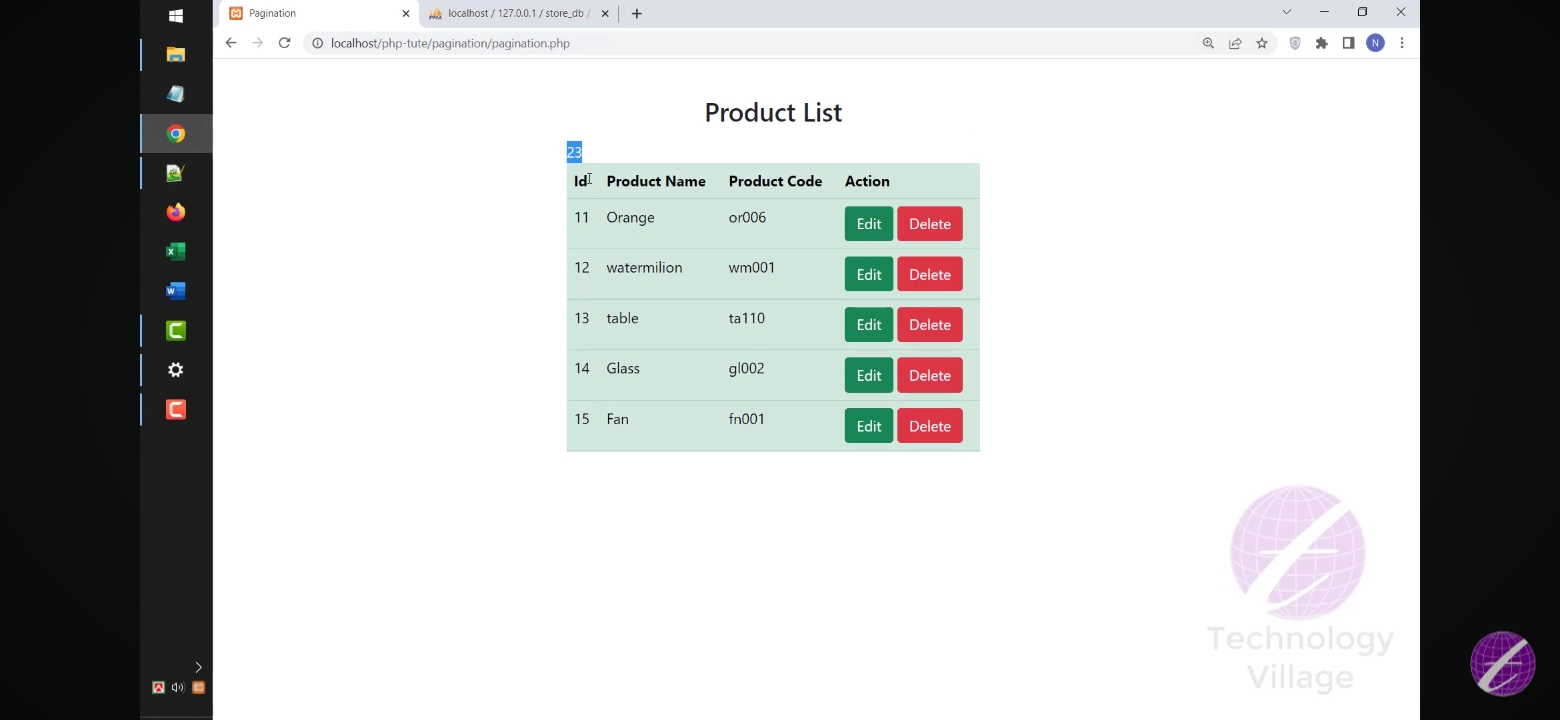 Pagination
localhost / 127.0.0.1 / store_db /
localhost/php-tute/pagination/pagination.php
N
Product List
23
Id Product Name Product Code Action
11 Orange or006 Edit Delete
12 watermilion wm001 Edit Delete
13 table ta110 Edit Delete
14 Glass gl002 Edit Delete
15 Fan fn001 Edit Delete
Technology
Village